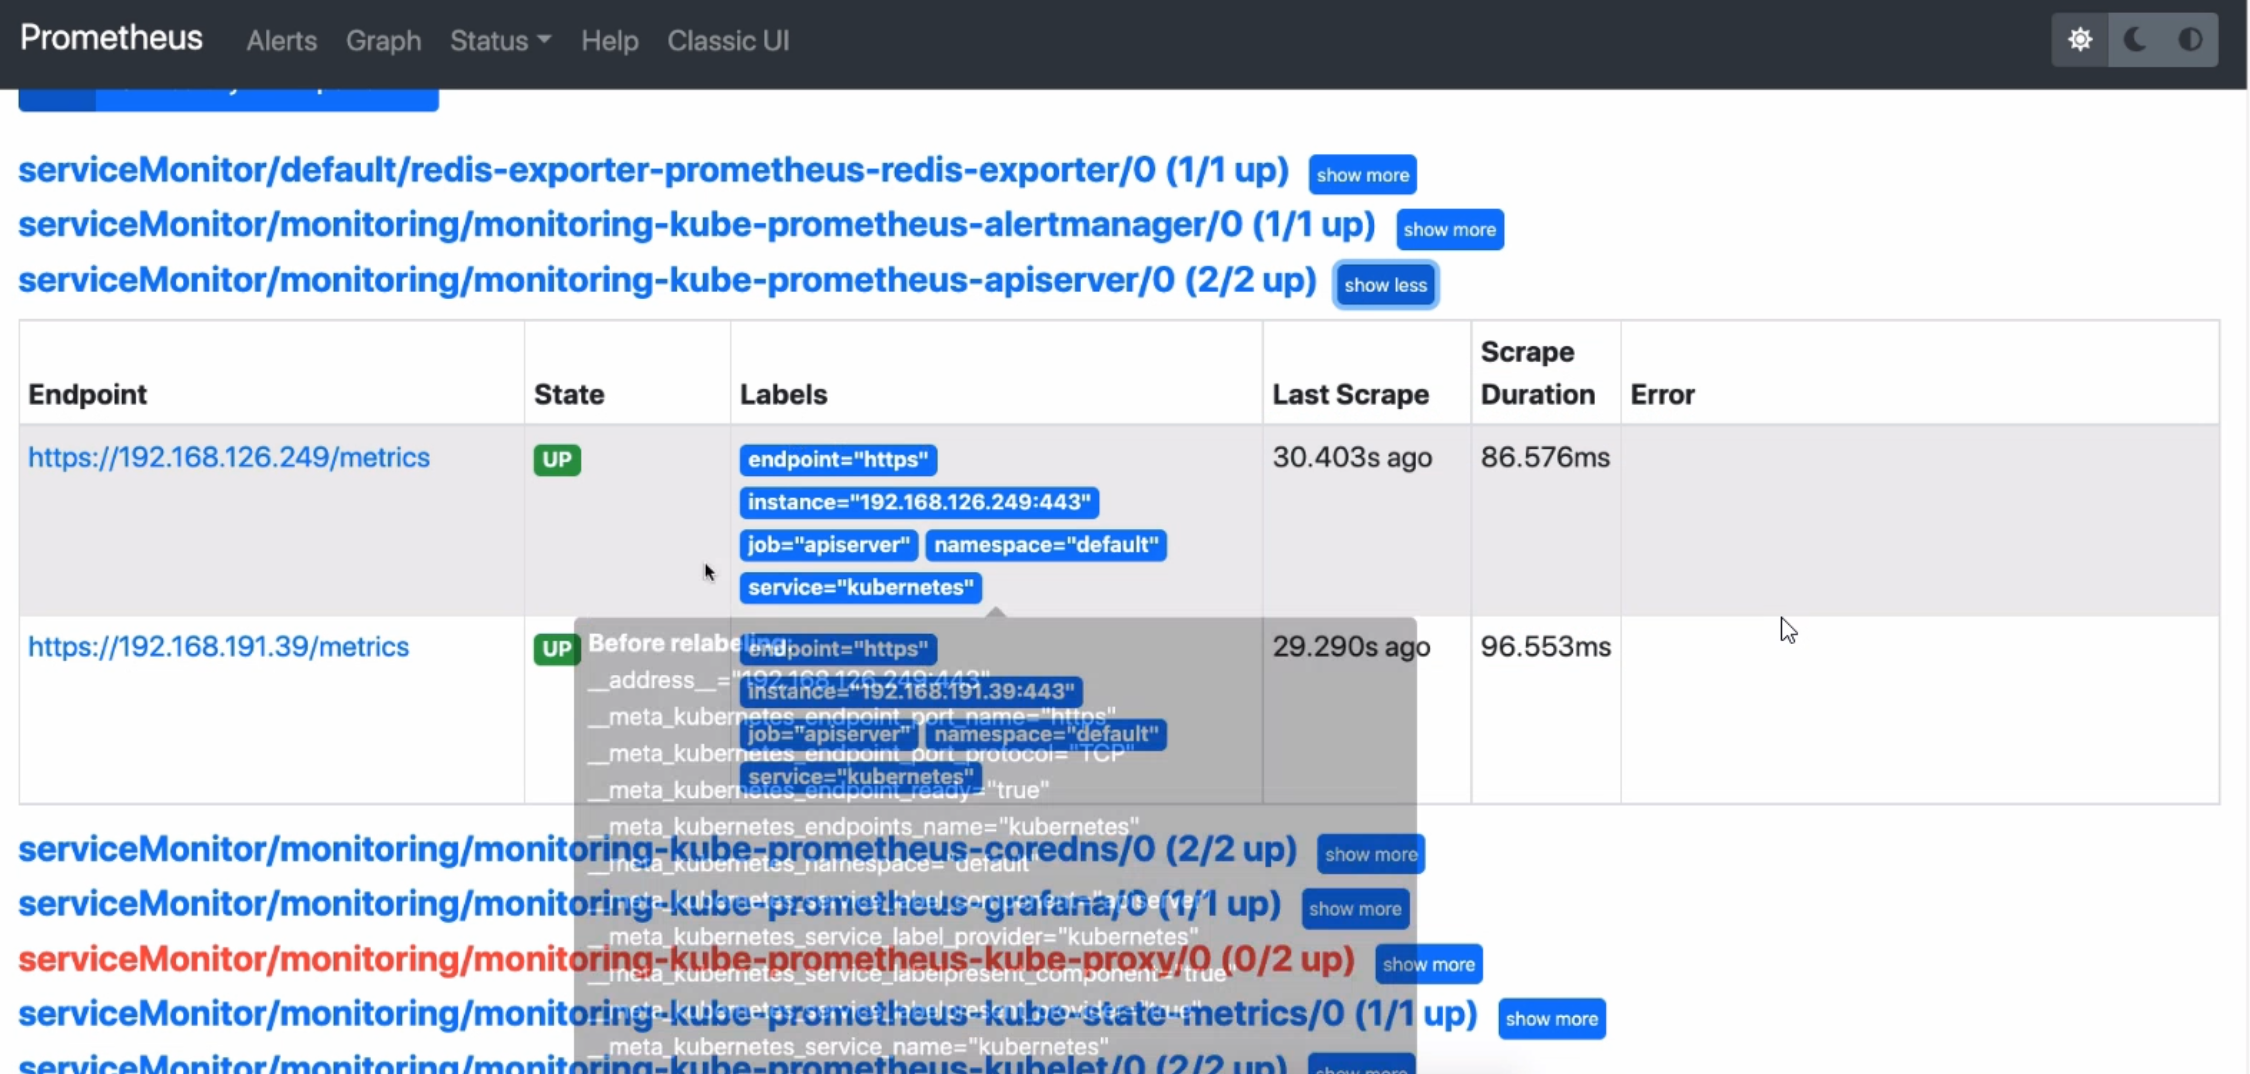 Prometheus Alerts Graph Status Help Classic UI
serviceMonitor/default/redis-exporter-prometheus-redis-exporter/0 (1/1 up) show more
serviceMonitor/monitoring/monitoring-kube-prometheus-alertmanager/0 (1/1 up) show more
serviceMonitor/monitoring/monitoring-kube-prometheus-apiserver/0 (2/2 up) show less
Endpoint State Labels Last Scrape Scrape Duration Error
https://192.168.126.249/metrics UP endpoint="https" 30.403s ago 86.576ms
instance="192.168.126.249:443"
job="apiserver" namespace="default"
service="kubernetes"
https://192.168.191.39/metrics UP endpoint="https" 29.290s ago 96.553ms
instance="192.168.191.39:443"
job="apiserver" namespace="default"
service="kubernetes"
Before relabeling:
__address__="192.168.126.249:443"
__meta_kubernetes_endpoint_port_name="https"
__meta_kubernetes_endpoint_port_protocol="TCP"
__meta_kubernetes_endpoint_ready="true"
__meta_kubernetes_endpoints_name="kubernetes"
__meta_kubernetes_namespace="default"
__meta_kubernetes_service_label_component="apiserver"
__meta_kubernetes_service_label_provider="kubernetes"
__meta_kubernetes_service_labelpresent_component="true"
__meta_kubernetes_service_labelpresent_provider="true"
__meta_kubernetes_service_name="kubernetes"
serviceMonitor/monitoring/monitoring-kube-prometheus-coredns/0 (2/2 up) show more
serviceMonitor/monitoring/monitoring-kube-prometheus-grafana/0 (1/1 up) show more
serviceMonitor/monitoring/monitoring-kube-prometheus-kube-proxy/0 (0/2 up) show more
serviceMonitor/monitoring/monitoring-kube-prometheus-kube-state-metrics/0 (1/1 up) show more
serviceMonitor/monitoring/monitoring-kube-prometheus-kubelet/0 (2/2 up) show more